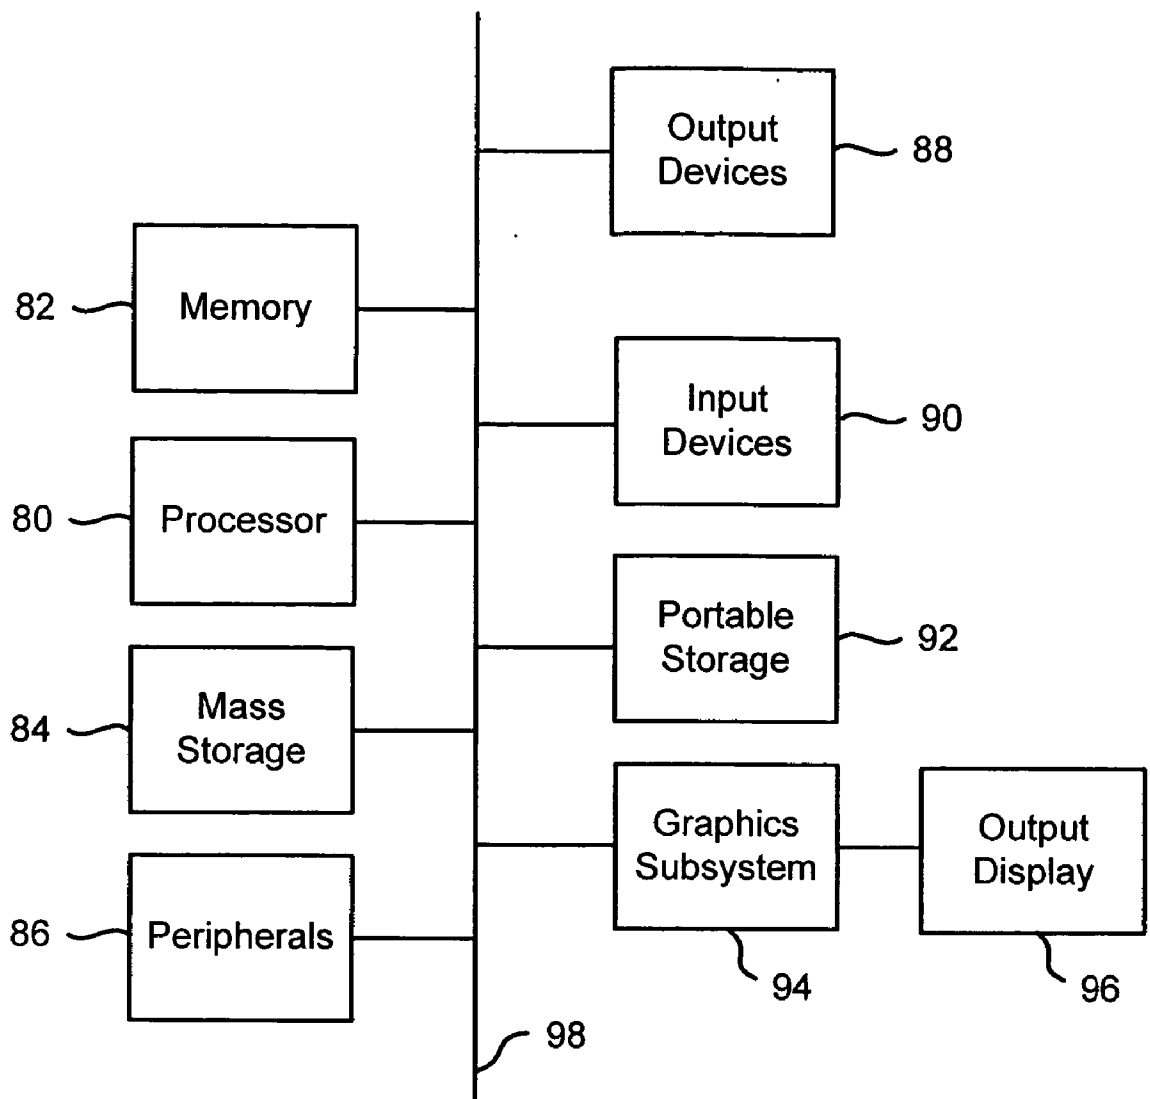 Output
Devices
88
82
Memory
Input
Devices
90
80
Processor
Portable
Storage
92
84
Mass
Storage
Graphics
Subsystem
Output
Display
86
Peripherals
94
96
98